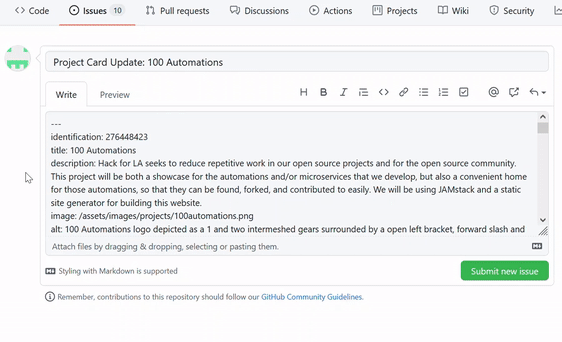 Code Issues 10 Pull requests Discussions Actions Projects Wiki Security
Project Card Update: 100 Automations
Write Preview
---
identification: 276448423
title: 100 Automations
description: Hack for LA seeks to reduce repetitive work in our open source projects and for the open source community.
This project will be both a showcase for the automations and/or microservices that we develop, but also a convenient home
for those automations, so that they can be found, forked, and contributed to easily. We will be using JAMstack and a static
site generator for building this website.
image: /assets/images/projects/100automations.png
alt: 100 Automations logo depicted as a 1 and two intermeshed gears surrounded by a open left bracket, forward slash and
Attach files by dragging & dropping, selecting or pasting them.
Styling with Markdown is supported
Submit new issue
Remember, contributions to this repository should follow our GitHub Community Guidelines.